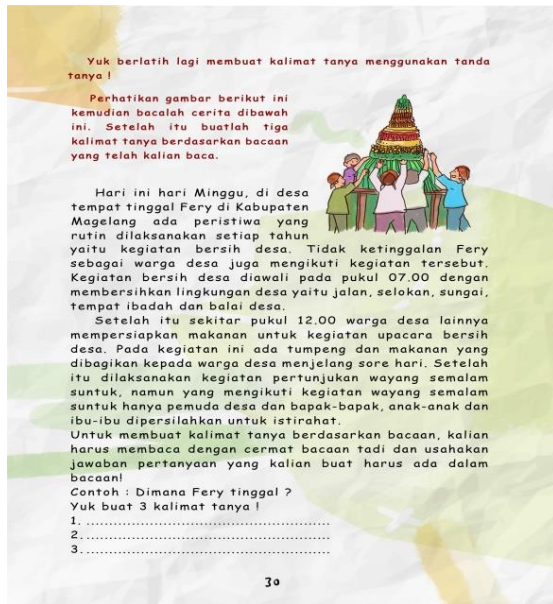 Yuk berlatih lagi membuat kalimat tanya menggunakan tanda
tanya !
Perhatikan gambar berikut ini
kemudian bacalah cerita dibawah
ini. Setelah itu buatlah tiga
kalimat tanya berdasarkan bacaan
yang telah kalian baca.
Hari ini hari Minggu, di desa
tempat tinggal Fery di Kabupaten
Magelang ada peristiwa yang
rutin dilaksanakan setiap tahun
yaitu kegiatan bersih desa. Tidak ketinggalan Fery
sebagai warga desa juga mengikuti kegiatan tersebut.
Kegiatan bersih desa diawali pada pukul 07.00 dengan
membersihkan lingkungan desa yaitu jalan, selokan, sungai,
tempat ibadah dan balai desa.
Setelah itu sekitar pukul 12.00 warga desa lainnya
mempersiapkan makanan untuk kegiatan upacara bersih
desa. Pada kegiatan ini ada tumpeng dan makanan yang
dibagikan kepada warga desa menjelang sore hari. Setelah
itu dilaksanakan kegiatan pertunjukan wayang semalam
suntuk, namun yang mengikuti kegiatan wayang semalam
suntuk hanya pemuda desa dan bapak-bapak, anak-anak dan
ibu-ibu dipersilahkan untuk istirahat.
Untuk membuat kalimat tanya berdasarkan bacaan, kalian
harus membaca dengan cermat bacaan tadi dan usahakan
jawaban pertanyaan yang kalian buat harus ada dalam
bacaan!
Contoh : Dimana Fery tinggal ?
Yuk buat 3 kalimat tanya !
1. ..................................................
2. ..................................................
3. ..................................................
30